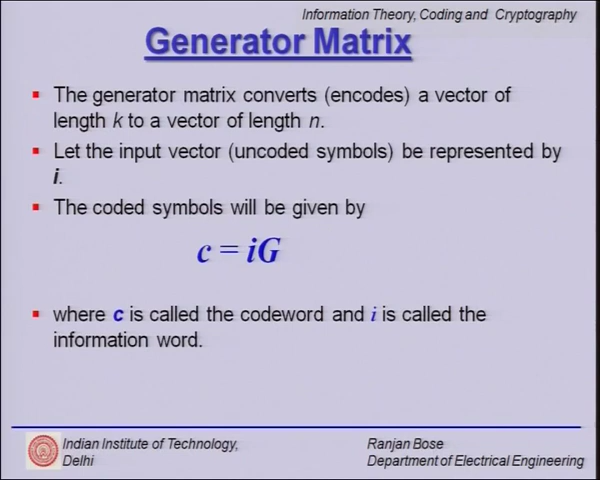 Information Theory, Coding and Cryptography
Generator Matrix
The generator matrix converts (encodes) a vector of
length k to a vector of length n.
Let the input vector (uncoded symbols) be represented by
i.
The coded symbols will be given by
c = iG
where c is called the codeword and i is called the
information word.
Indian Institute of Technology,
Delhi
Ranjan Bose
Department of Electrical Engineering